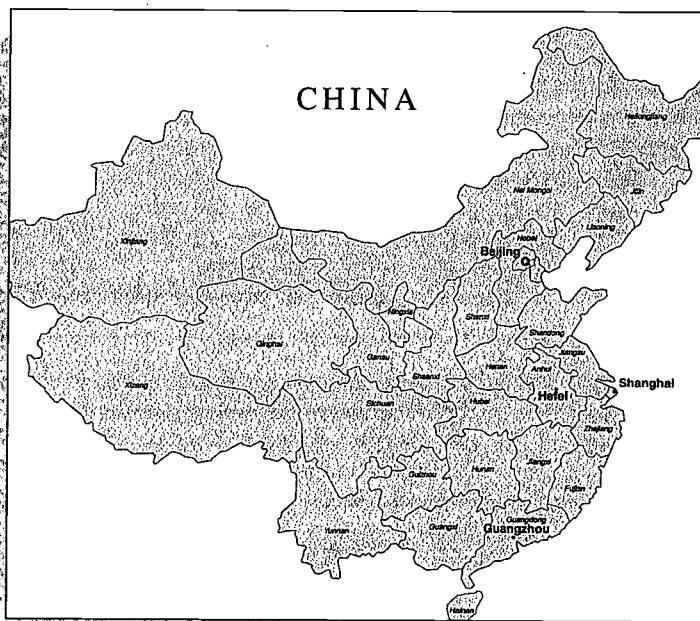 CHINA
Heilongjiang
Nei Mongol
Jilin
Liaoning
Hebei
Xinjiang
Beijing
Ningxia
Shanxi
Shandong
Qinghai
Jiangsu
Gansu
Henan
Anhui
Shaanxi
Shanghai
Xizang
Hefei
Sichuan
Hubei
Zhejiang
Jiangxi
Hunan
Guizhou
Fujian
Guangdong
Yunnan
Guangxi
Guangzhou
Hainan